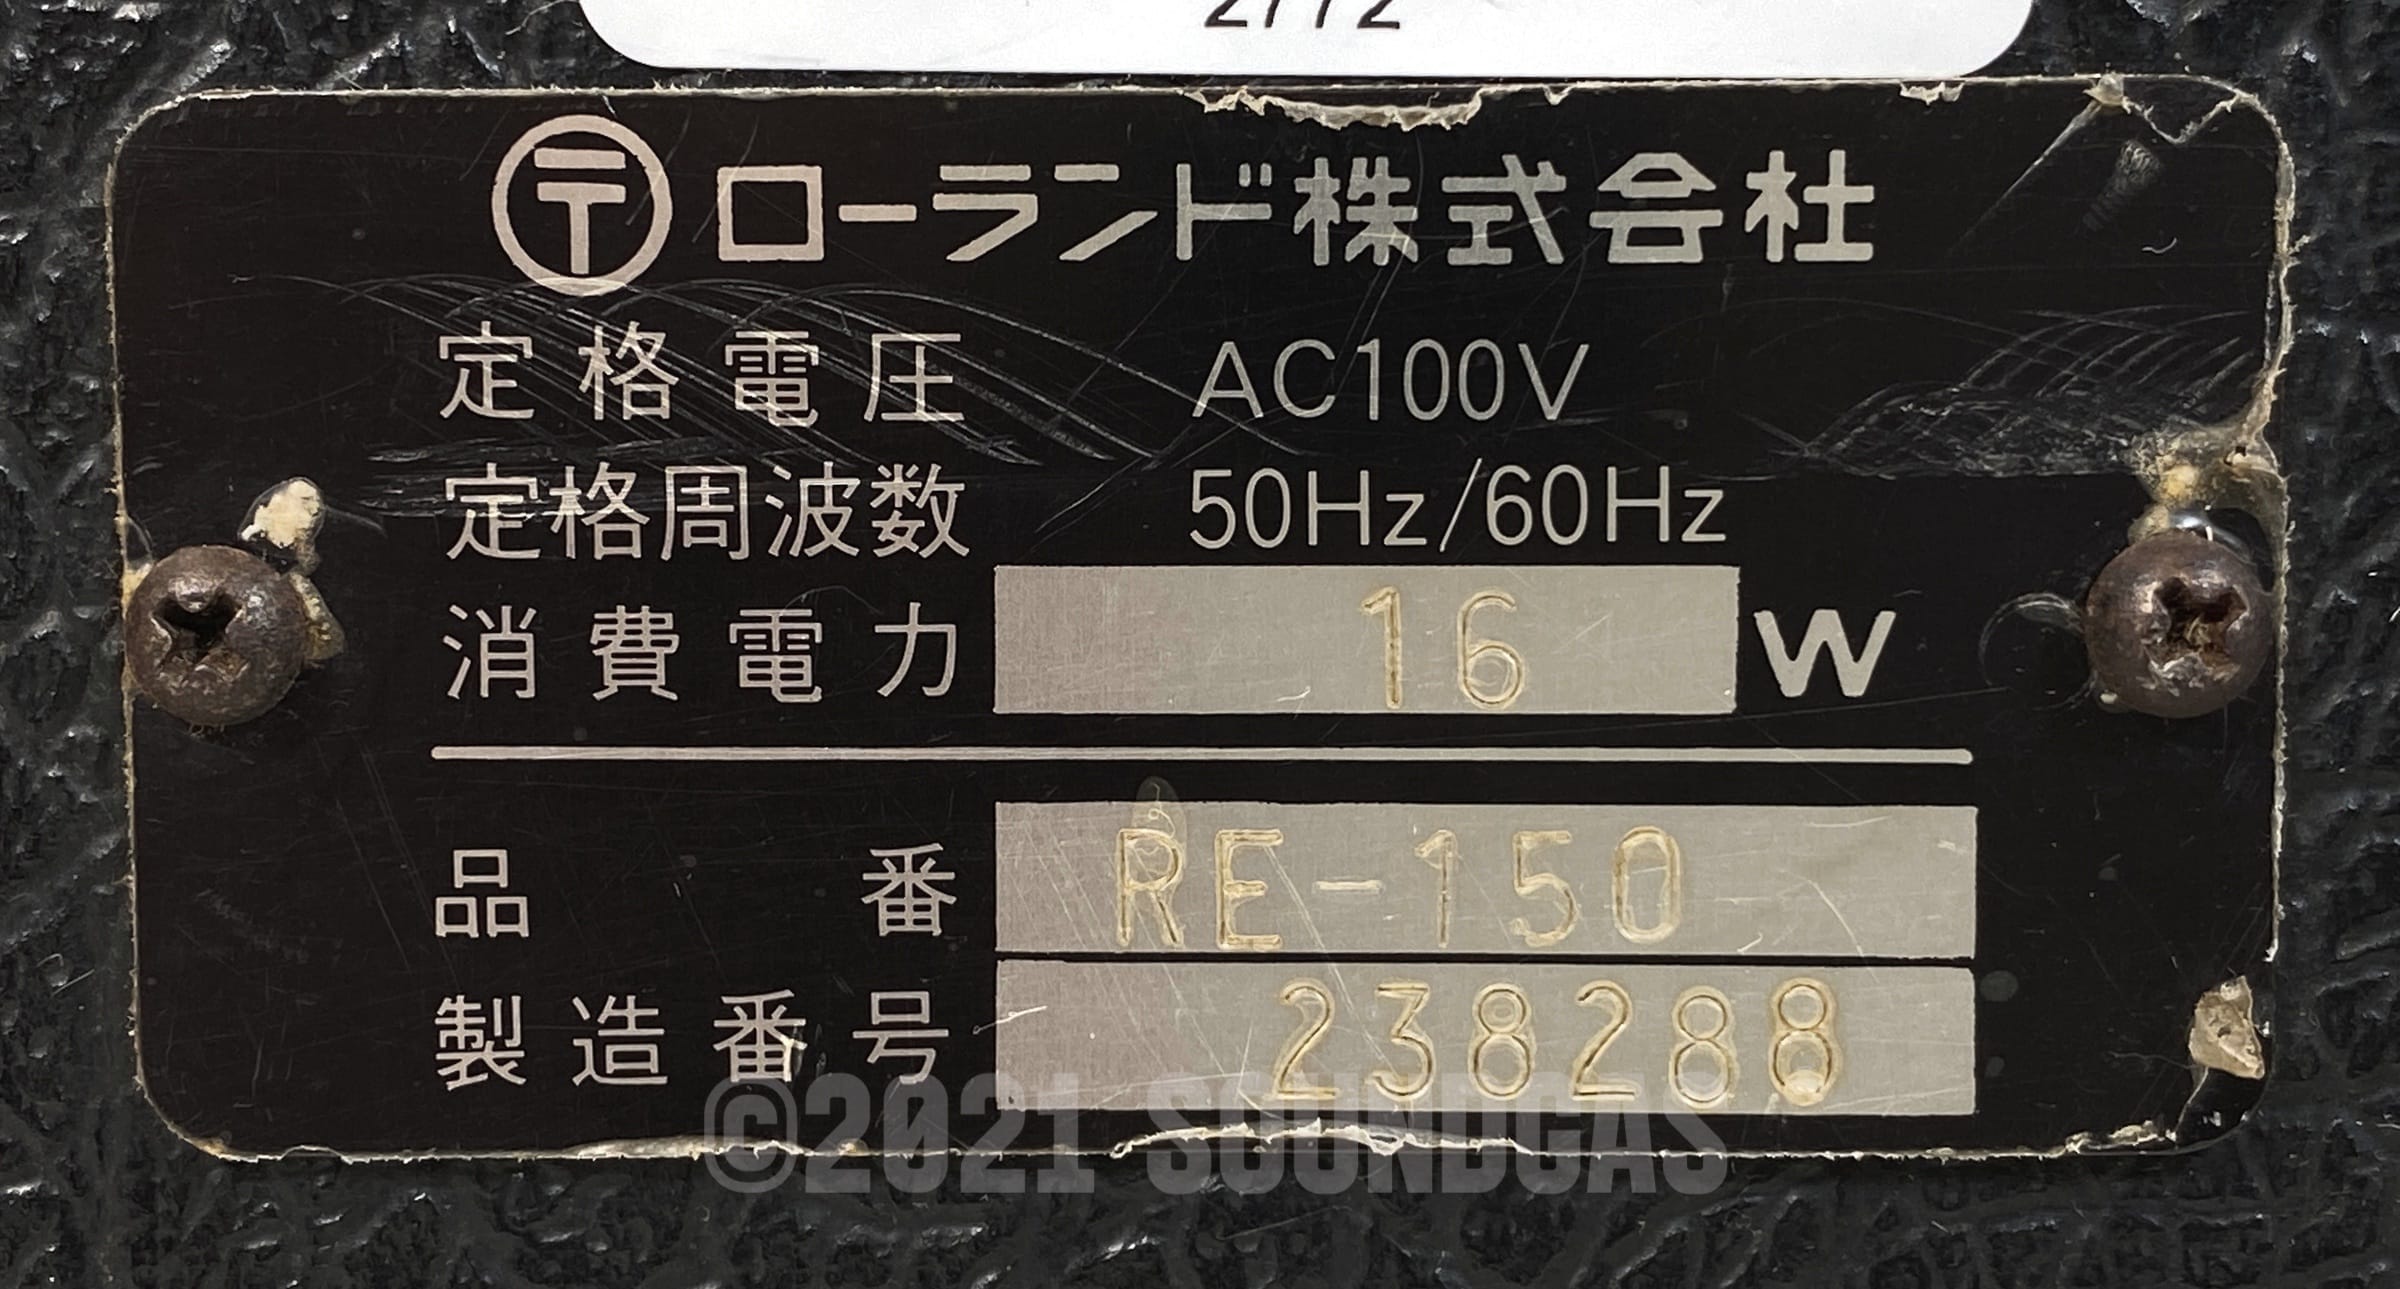 〶 ローランド株式会社
定格電圧 AC100V
定格周波数 50Hz/60Hz
消費電力 16 W
品番 RE-150
製造番号 238288
©2021 SOUNDGAS